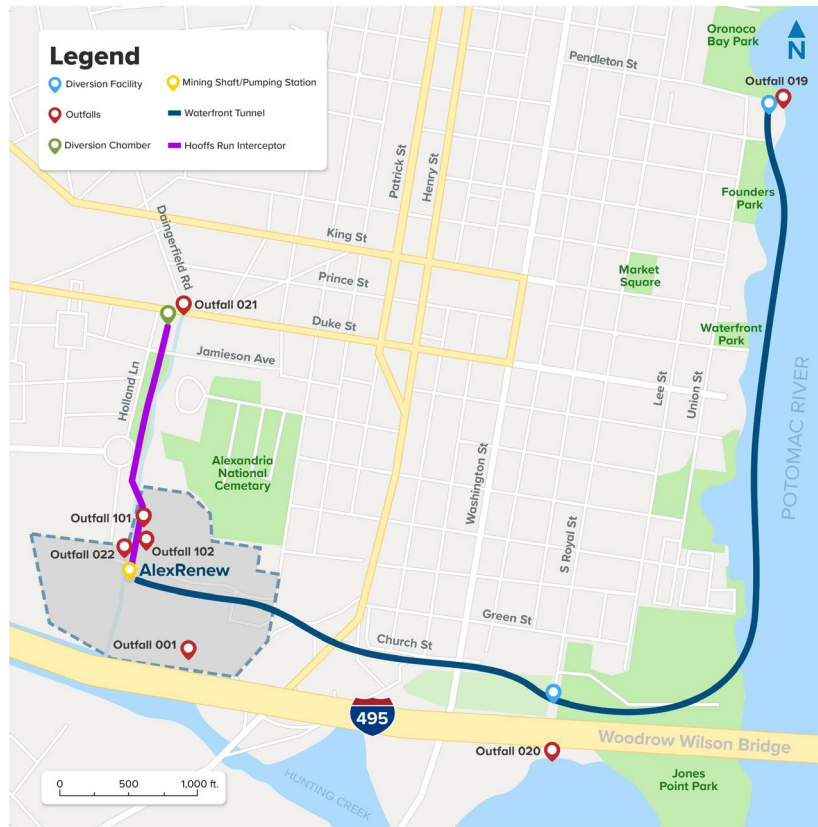 Legend
Diversion Facility
Mining Shaft/Pumping Station
Outfalls
Waterfront Tunnel
Diversion Chamber
Hooffs Run Interceptor
Oronoco
Bay Park
N
Pendleton St
Outfall 019
Patrick St
Henry St
Founders
Park
Daingerfield Rd
King St
Prince St
Market
Square
Outfall 021
Duke St
Waterfront
Park
Jamieson Ave
Holland Ln
Lee St
Union St
POTOMAC RIVER
Alexandria
National
Cemetery
Washington St
Outfall 101
S Royal St
Outfall 022
Outfall 102
AlexRenew
Green St
Outfall 001
Church St
495
Woodrow Wilson Bridge
Outfall 020
Jones
Point Park
HUNTING CREEK
0
500
1,000 ft.